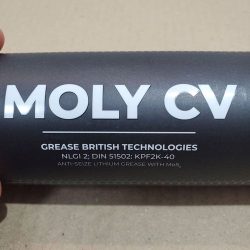 MOLY CV
GREASE BRITISH TECHNOLOGIES
NLGI 2; DIN 51502: KPF2K-40
ANTI-SEIZE LITHIUM GREASE WITH MoS₂